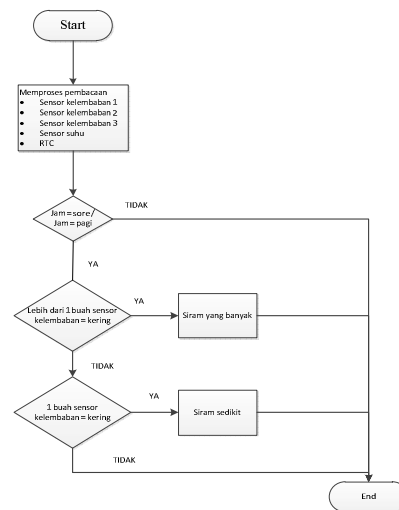 Start
Memproses pembacaan
• Sensor kelembaban 1
• Sensor kelembaban 2
• Sensor kelembaban 3
• Sensor suhu
• RTC
Jam = sore/
Jam = pagi
TIDAK
YA
Lebih dari 1 buah sensor
kelembaban = kering
YA
Siram yang banyak
TIDAK
1 buah sensor
kelembaban = kering
YA
Siram sedikit
TIDAK
End